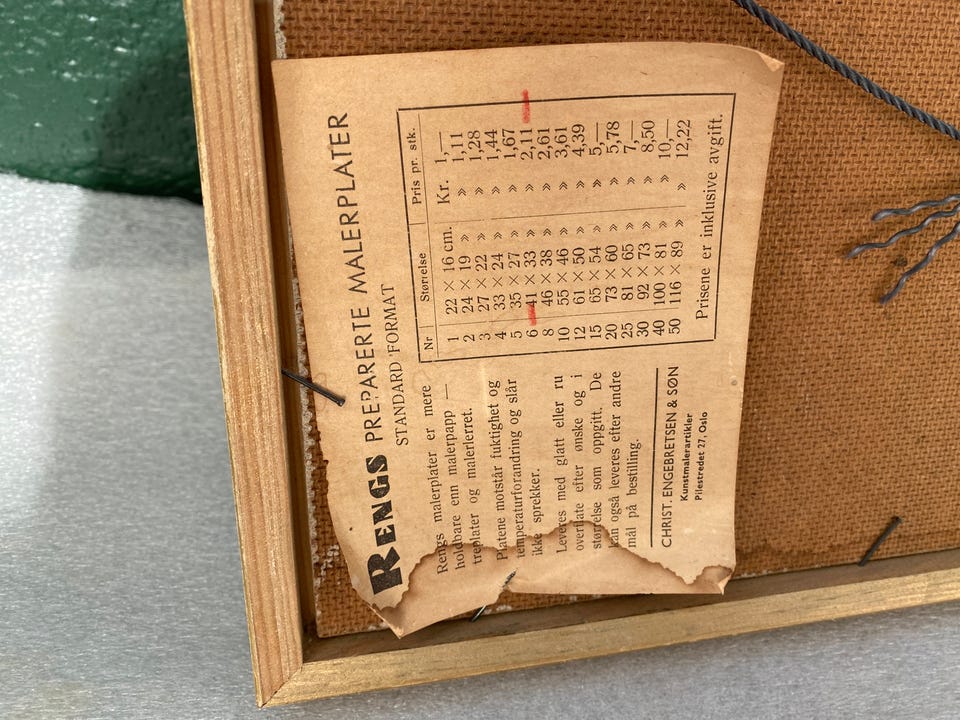 RENGS PREPARERTE MALERPLATER
STANDARD FORMAT
Rengs malerplater er mere
holdbare enn malerpapp —
treplater og malerlerret.
Platene motstår fuktighet og
temperaturforandring og slår
ikke sprekker.
Leveres med glatt eller ru
overflate efter ønske og i
størrelse som oppgitt. De
kan også leveres efter andre
mål på bestilling.
CHRIST. ENGEBRETSEN & SØN
Kunstmalerartikler
Pilestredet 27, Oslo
Nr Størrelse Pris pr. stk.
1 22 × 16 cm. Kr. 1,—
2 24 × 19 » » 1,11
3 27 × 22 » » 1,28
4 33 × 24 » » 1,44
5 35 × 27 » » 1,67
6 41 × 33 » » 2,11
8 46 × 38 » » 2,61
10 55 × 46 » » 3,61
12 61 × 50 » » 4,39
15 65 × 54 » » 5,—
20 73 × 60 » » 5,78
25 81 × 65 » » 7,—
30 92 × 73 » » 8,50
40 100 × 81 » » 10,—
50 116 × 89 » » 12,22
Prisene er inklusive avgift.